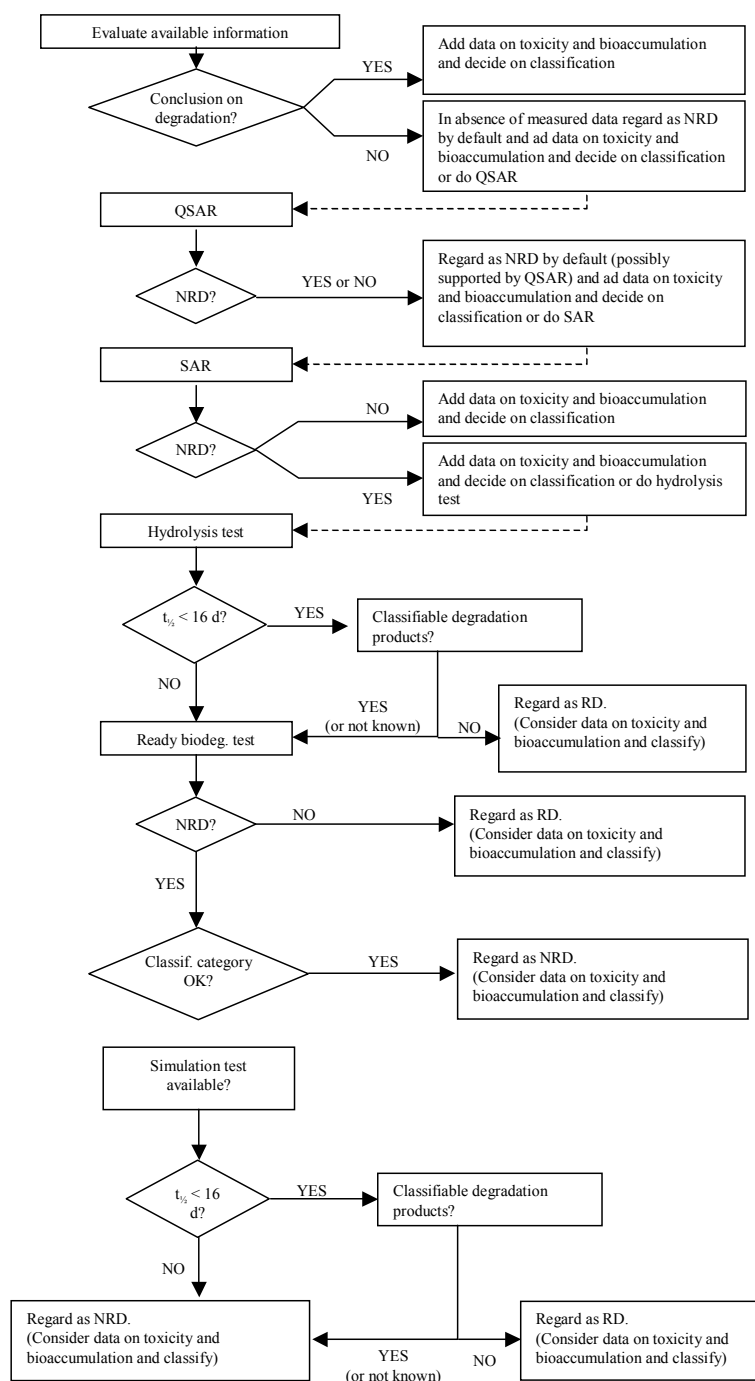 Evaluate available information
Conclusion on
degradation?
YES
Add data on toxicity and bioaccumulation
and decide on classification
NO
In absence of measured data regard as NRD
by default and ad data on toxicity and
bioaccumulation and decide on classification
or do QSAR
QSAR
NRD?
YES or NO
Regard as NRD by default (possibly
supported by QSAR) and ad data on toxicity
and bioaccumulation and decide on
classification or do SAR
SAR
NRD?
NO
Add data on toxicity and bioaccumulation
and decide on classification
YES
Add data on toxicity and bioaccumulation
and decide on classification or do hydrolysis
test
Hydrolysis test
t½ < 16 d?
YES
Classifiable degradation
products?
NO
YES
(or not known)
NO
Regard as RD.
(Consider data on toxicity and
bioaccumulation and classify)
Ready biodeg. test
NRD?
NO
Regard as RD.
(Consider data on toxicity and
bioaccumulation and classify)
YES
Classif. category
OK?
YES
Regard as NRD.
(Consider data on toxicity and
bioaccumulation and classify)
Simulation test
available?
t½ < 16
d?
YES
Classifiable degradation
products?
NO
Regard as NRD.
(Consider data on toxicity and
bioaccumulation and classify)
YES
(or not known)
NO
Regard as RD.
(Consider data on toxicity and
bioaccumulation and classify)